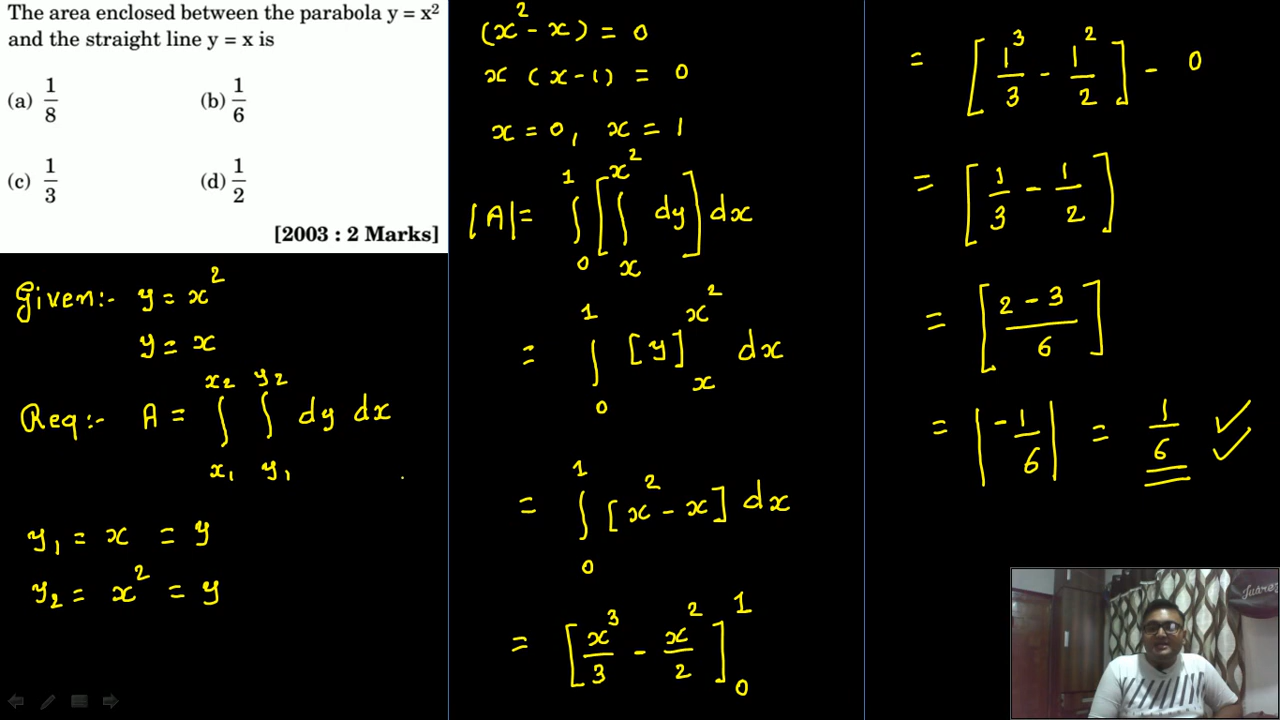 The area enclosed between the parabola y = x²
and the straight line y = x is
(a) 1/8 (b) 1/6
(c) 1/3 (d) 1/2
[2003 : 2 Marks]
Given:- y = x²
y = x
Req:- A = ∫_{x₁}^{x₂} ∫_{y₁}^{y₂} dy dx
y₁ = x = y
y₂ = x² = y
(x² - x) = 0
x (x - 1) = 0
x = 0, x = 1
|A| = ∫_{0}^{1} [∫_{x}^{x²} dy] dx
= ∫_{0}^{1} [y]_{x}^{x²} dx
= ∫_{0}^{1} [x² - x] dx
= [x³/3 - x²/2]_{0}^{1}
= [1³/3 - 1²/2] - 0
= [1/3 - 1/2]
= [(2 - 3)/6]
= |-1/6| = 1/6 ✓✓
Juárez